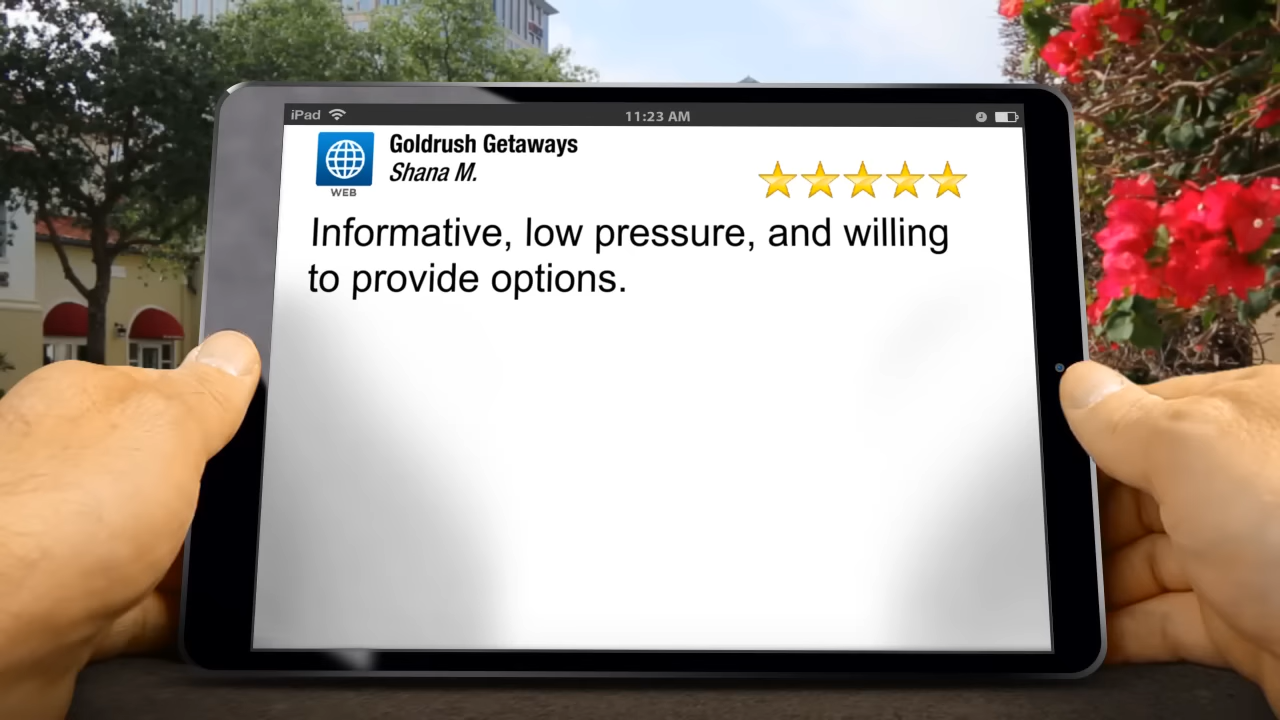 iPad
11:23 AM
Goldrush Getaways
Shana M.
WEB
Informative, low pressure, and willing
to provide options.